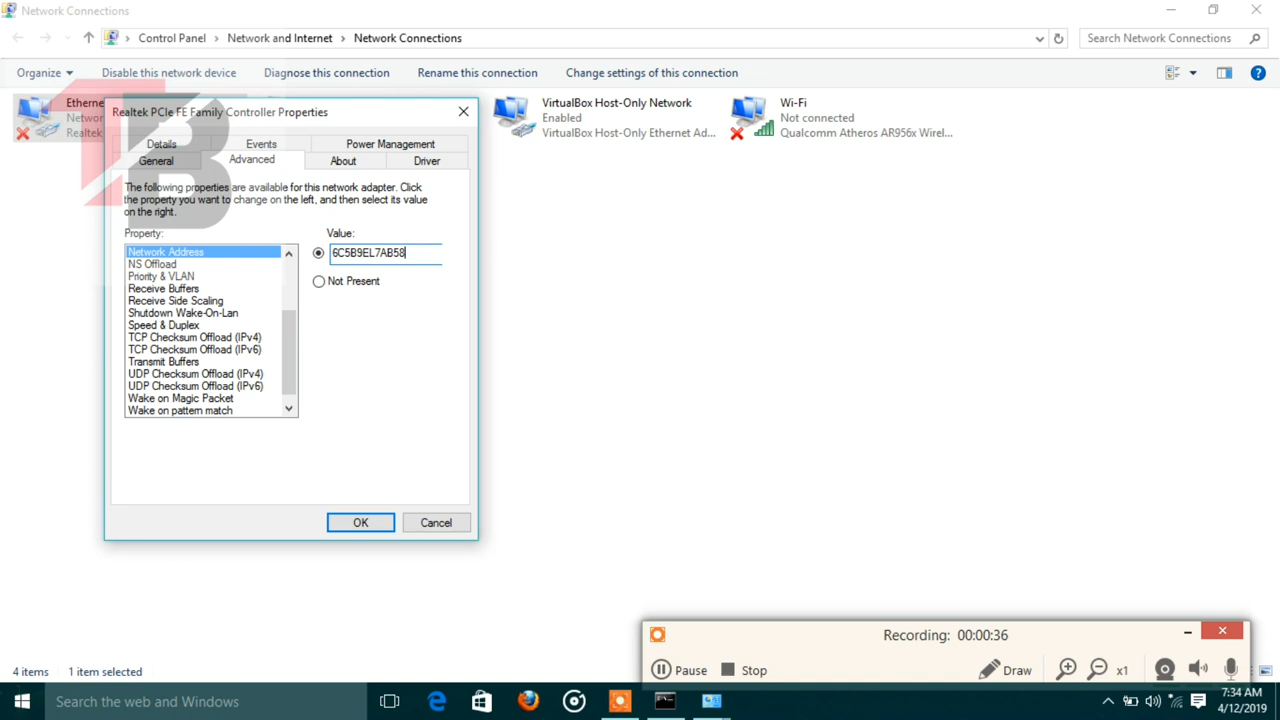 Network Connections
Control Panel
Network and Internet
Network Connections
Search Network Connections
Organize
Disable this network device
Diagnose this connection
Rename this connection
Change settings of this connection
Etherne
Networ
Realtek
VirtualBox Host-Only Network
Enabled
VirtualBox Host-Only Ethernet Ad...
Wi-Fi
Not connected
Qualcomm Atheros AR956x Wirel...
Realtek PCIe FE Family Controller Properties
Details
Events
Power Management
General
Advanced
About
Driver
The following properties are available for this network adapter. Click
the property you want to change on the left, and then select its value
on the right.
Property:
Value:
Network Address
NS Offload
Priority & VLAN
Receive Buffers
Receive Side Scaling
Shutdown Wake-On-Lan
Speed & Duplex
TCP Checksum Offload (IPv4)
TCP Checksum Offload (IPv6)
Transmit Buffers
UDP Checksum Offload (IPv4)
UDP Checksum Offload (IPv6)
Wake on Magic Packet
Wake on pattern match
6C5B9EL7AB58
Not Present
OK
Cancel
Recording: 00:00:36
Pause
Stop
Draw
x1
4 items
1 item selected
Search the web and Windows
7:34 AM
4/12/2019